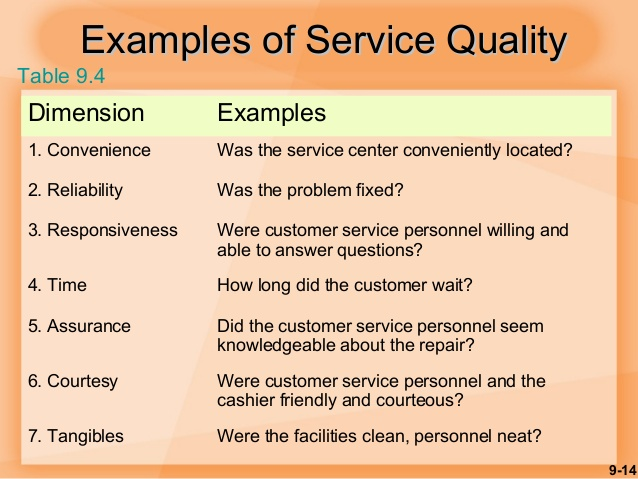 Examples of Service Quality
Table 9.4
Dimension Examples
1. Convenience Was the service center conveniently located?
2. Reliability Was the problem fixed?
3. Responsiveness Were customer service personnel willing and
able to answer questions?
4. Time How long did the customer wait?
5. Assurance Did the customer service personnel seem
knowledgeable about the repair?
6. Courtesy Were customer service personnel and the
cashier friendly and courteous?
7. Tangibles Were the facilities clean, personnel neat?
9-14